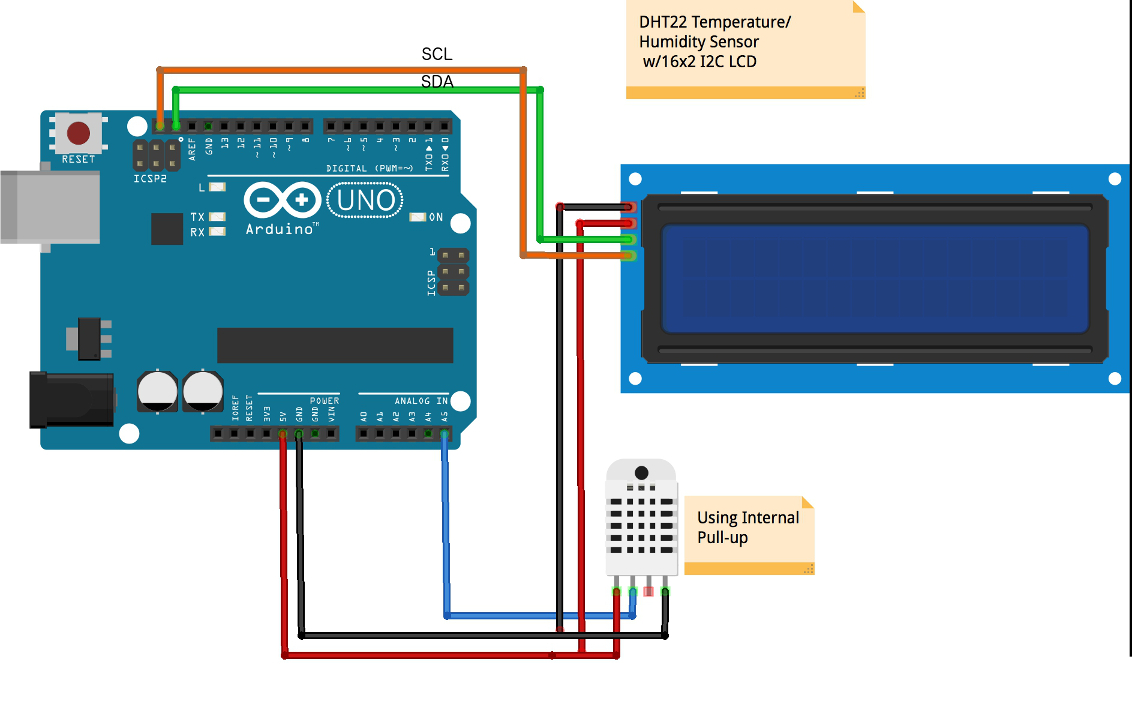 DHT22 Temperature/
Humidity Sensor
w/16x2 I2C LCD
SCL
SDA
RESET
ICSP2
AREF
GND
13
12
~11
~10
~9
8
7
~6
~5
4
~3
2
TX0▶1
RX0◀0
DIGITAL (PWM=~)
L
TX
RX
UNO
Arduino™
ON
1
ICSP
POWER
ANALOG IN
IOREF
RESET
3V3
5V
GND
GND
VIN
A0
A1
A2
A3
A4
A5
Using Internal
Pull-up